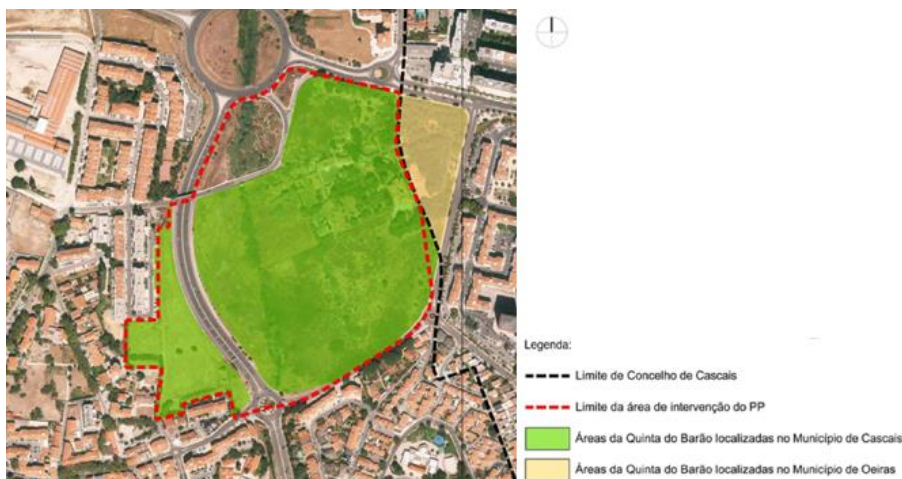 Legenda:
Limite de Concelho de Cascais
Limite da área de intervenção do PP
Áreas da Quinta do Barão localizadas no Município de Cascais
Áreas da Quinta do Barão localizadas no Município de Oeiras